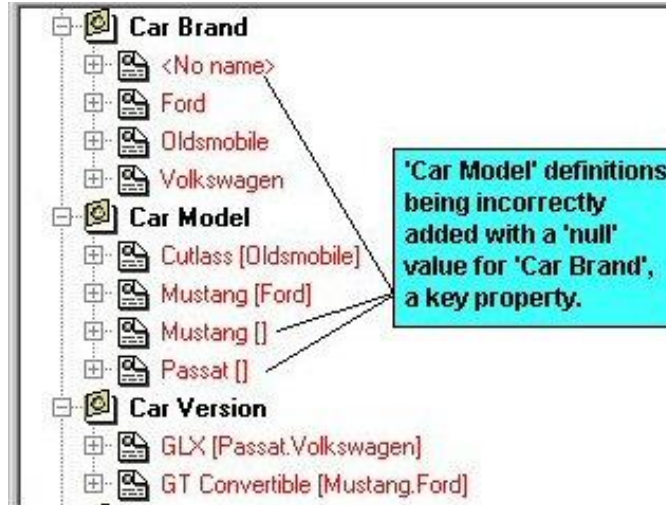 Car Brand
<No name>
Ford
Oldsmobile
Volkswagen
Car Model
Cutlass [Oldsmobile]
Mustang [Ford]
Mustang []
Passat []
Car Version
GLX [Passat.Volkswagen]
GT Convertible [Mustang.Ford]
'Car Model' definitions
being incorrectly
added with a 'null'
value for 'Car Brand',
a key property.